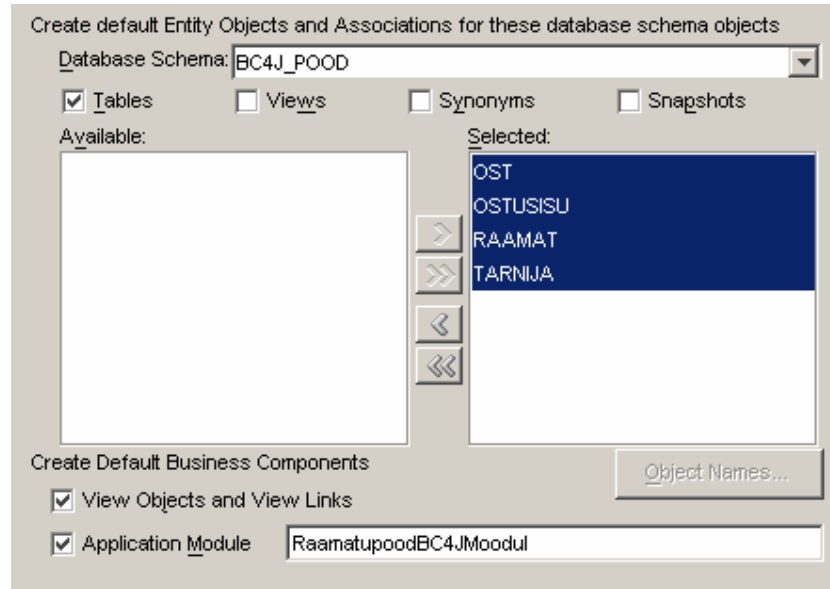 Create default Entity Objects and Associations for these database schema objects
Database Schema: BC4J_POOD
Tables Views Synonyms Snapshots
Available: Selected:
OST
OSTUSISU
RAAMAT
TARNIJA
Create Default Business Components
Object Names...
View Objects and View Links
Application Module RaamatupoodBC4JMoodul